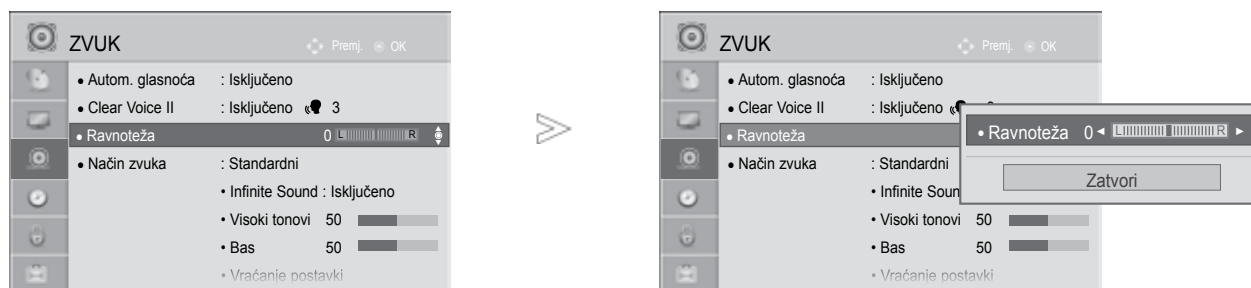 ZVUK Premj. OK
• Autom. glasnoća : Isključeno
• Clear Voice II : Isključeno 3
• Ravnoteža 0 L R
• Način zvuka : Standardni
• Infinite Sound : Isključeno
• Visoki tonovi 50
• Bas 50
• Vraćanje postavki
ZVUK Premj. OK
• Autom. glasnoća : Isključeno
• Clear Voice II : Isključeno
• Ravnoteža
• Način zvuka : Standardni
• Infinite Soun
• Visoki tonovi 50
• Bas 50
• Vraćanje postavki
• Ravnoteža 0 ◄ L R ►
Zatvori